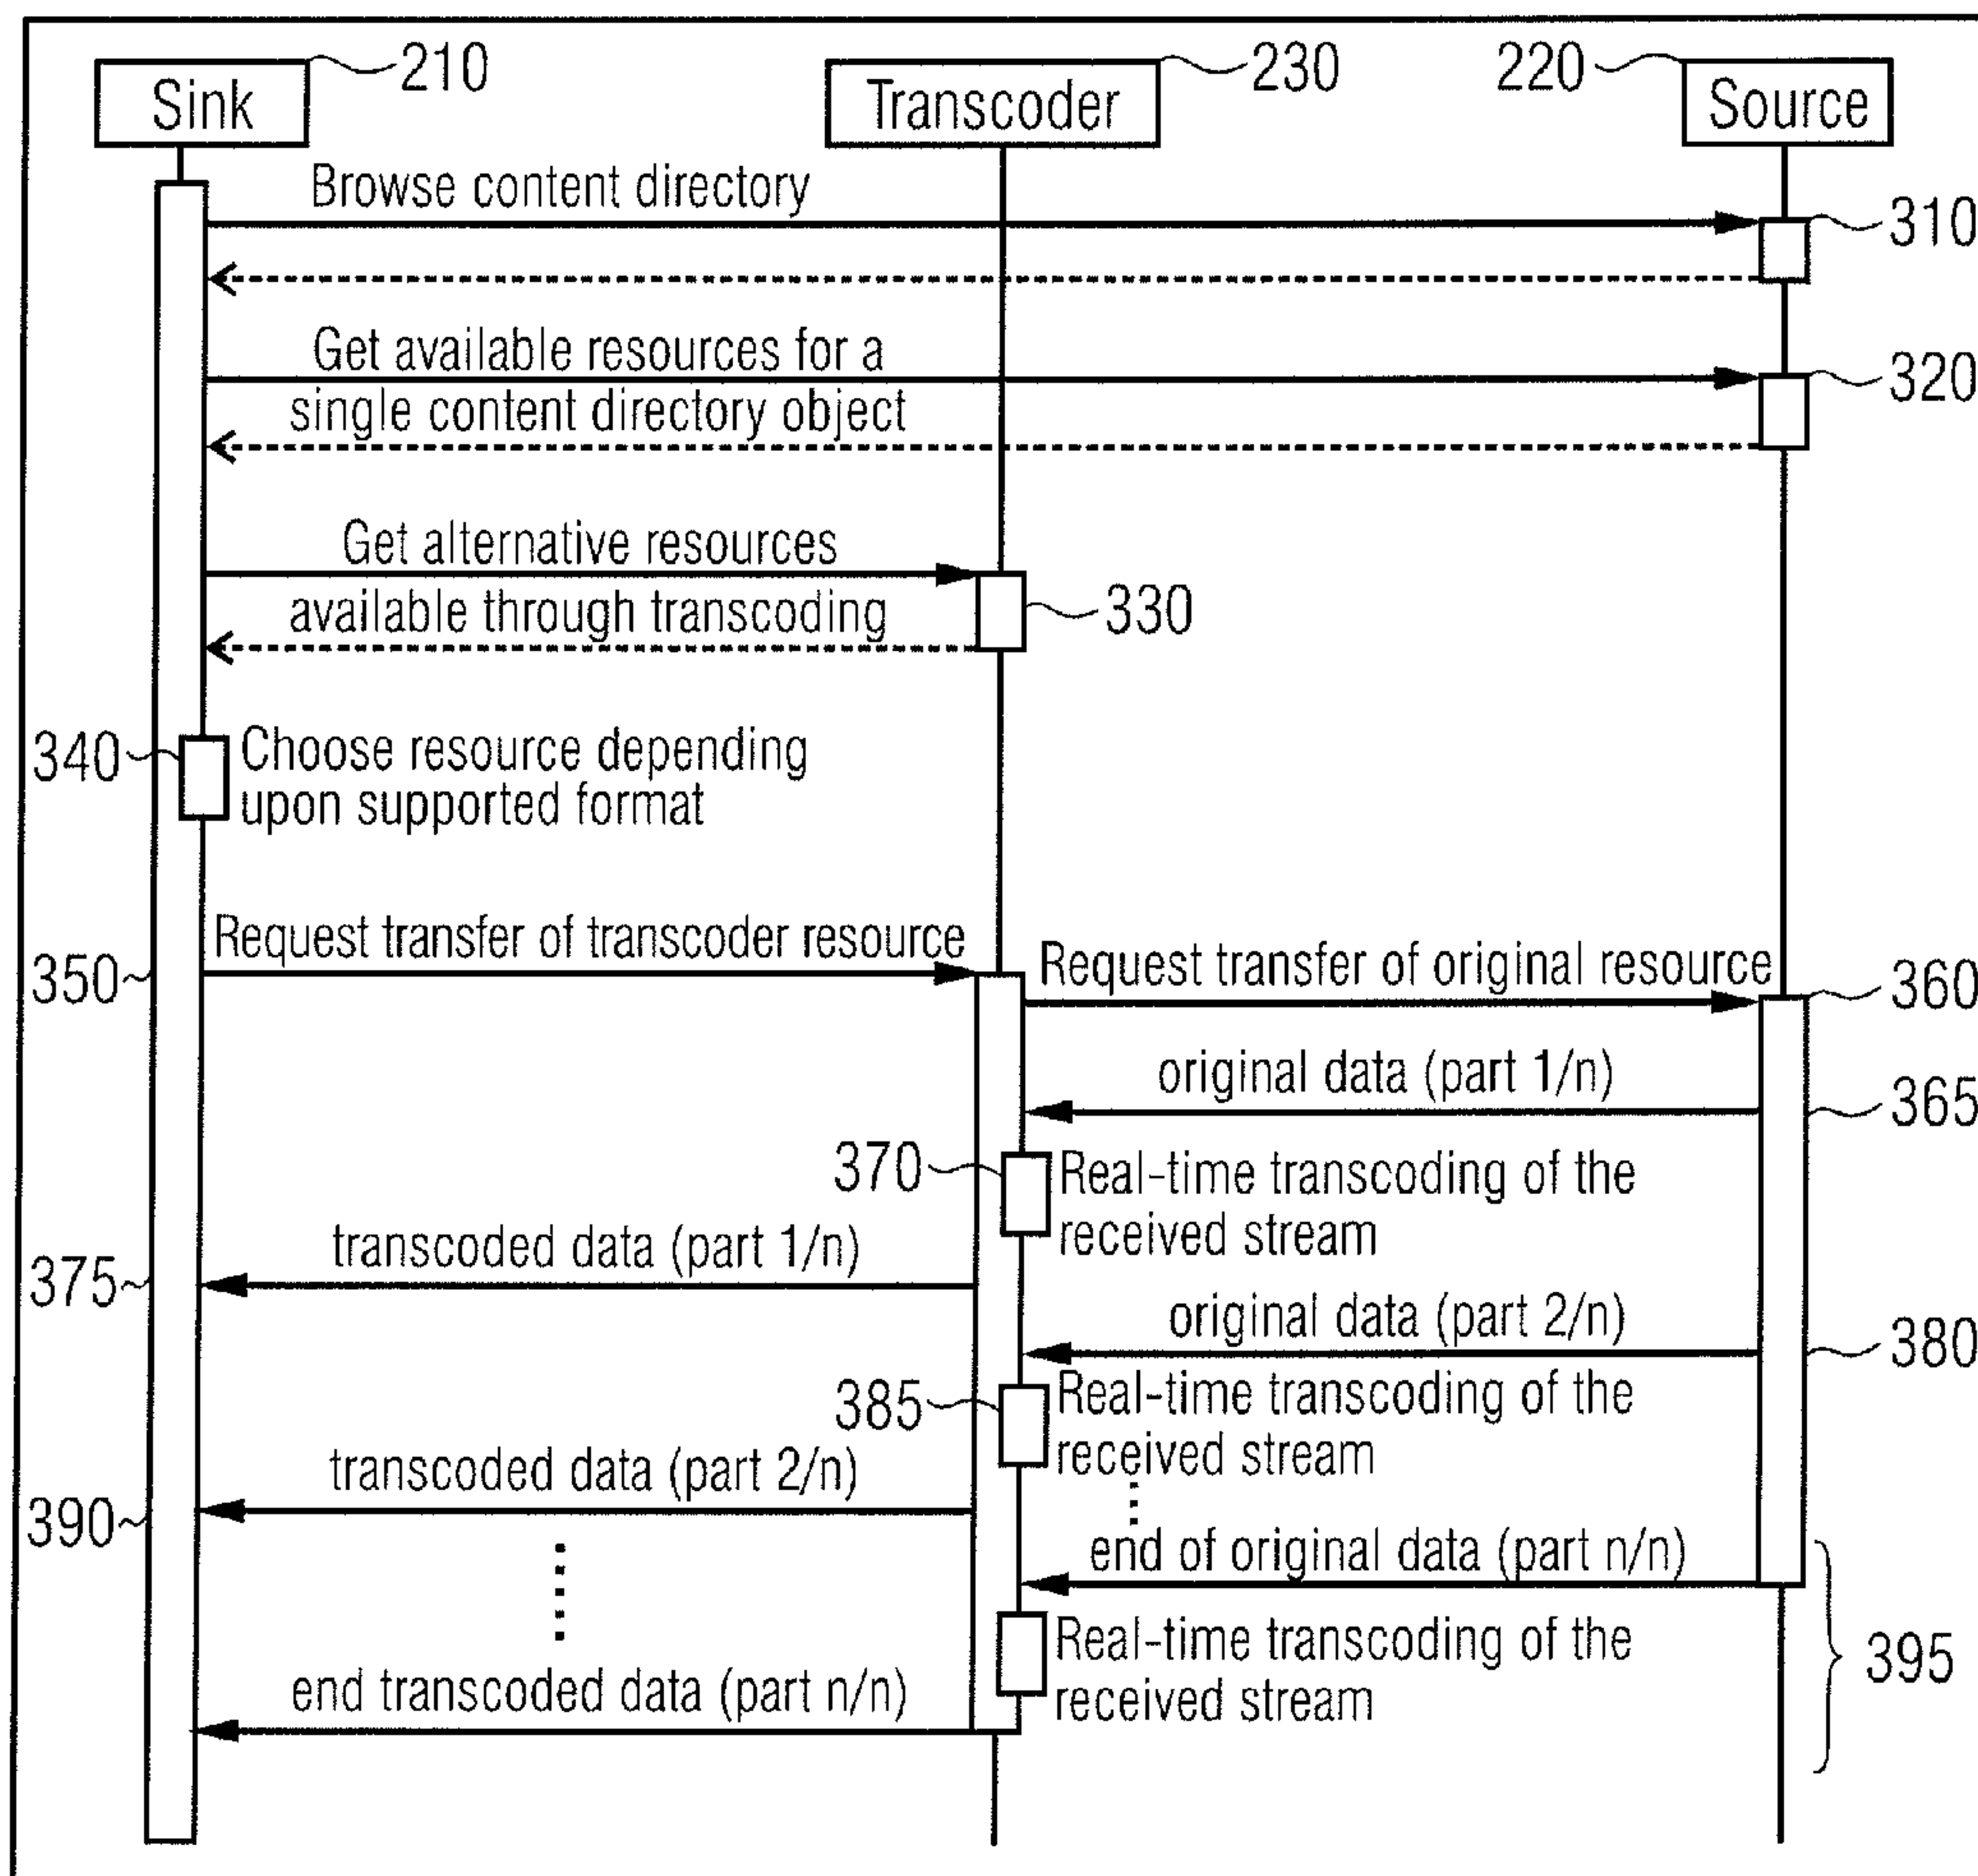 210
230
220
Sink
Transcoder
Source
Browse content directory
310
Get available resources for a
320
single content directory object
Get alternative resources
available through transcoding
330
340
Choose resource depending
upon supported format
Request transfer of transcoder resource
350
Request transfer of original resource
360
original data (part 1/n)
365
370
Real-time transcoding of the
received stream
transcoded data (part 1/n)
375
original data (part 2/n)
380
385
Real-time transcoding of the
received stream
transcoded data (part 2/n)
390
end of original data (part n/n)
Real-time transcoding of the
received stream
395
end transcoded data (part n/n)